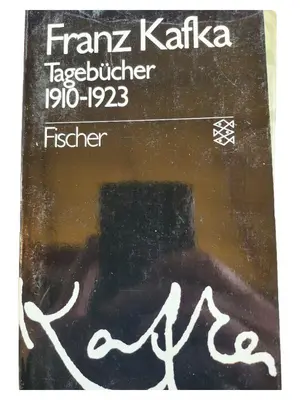 Franz Kafka
Tagebücher
1910-1923
Fischer
Kafka